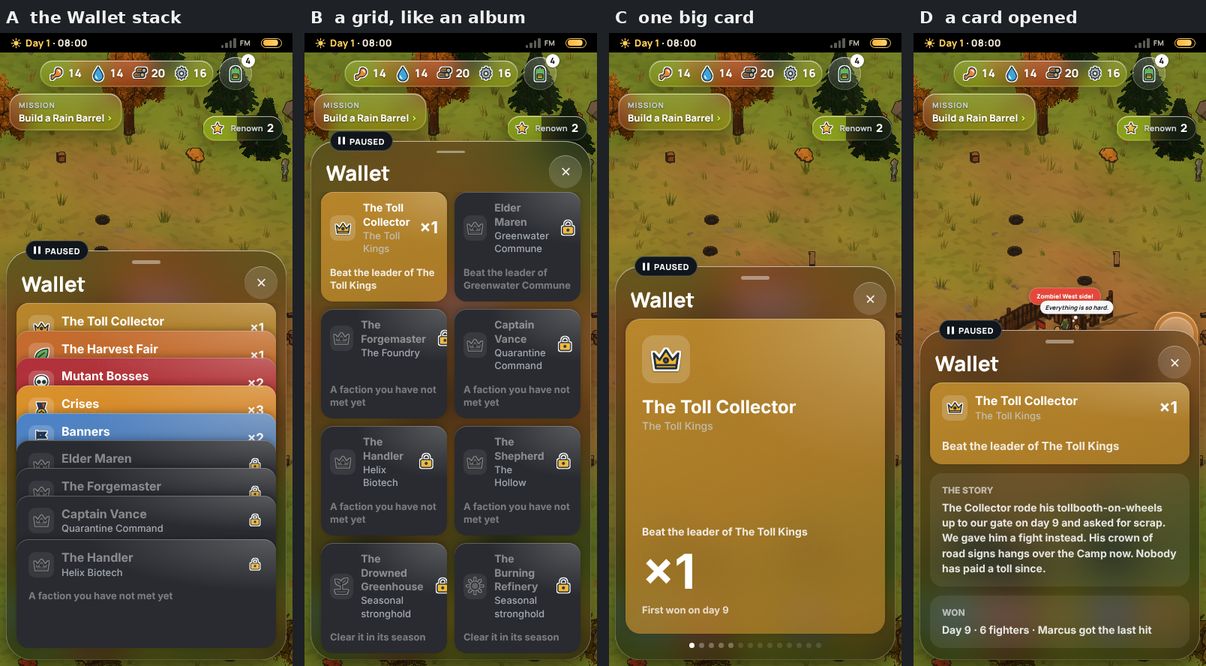 A the Wallet stack
Day 1 · 08:00
FM
14
14
20
16
4
MISSION
Build a Rain Barrel ›
Renown 2
PAUSED
Wallet
The Toll Collector
×1
The Harvest Fair
×1
Mutant Bosses
×2
Crises
×3
Banners
×2
Elder Maren
The Forgemaster
Captain Vance
Quarantine Command
The Handler
Helix Biotech
A faction you have not met yet
B a grid, like an album
Day 1 · 08:00
FM
14
14
20
16
4
MISSION
Build a Rain Barrel ›
Renown 2
PAUSED
Wallet
The Toll
Collector
The Toll
Kings
×1
Beat the leader of The
Toll Kings
Elder
Maren
Greenwater
Commune
Beat the leader of
Greenwater Commune
The
Forgemaster
The Foundry
A faction you have not
met yet
Captain
Vance
Quarantine
Command
A faction you have not
met yet
The
Handler
Helix
Biotech
A faction you have not
met yet
The
Shepherd
The
Hollow
A faction you have not
met yet
The
Drowned
Greenhouse
Seasonal
stronghold
Clear it in its season
The
Burning
Refinery
Seasonal
stronghold
Clear it in its season
C one big card
Day 1 · 08:00
FM
14
14
20
16
4
MISSION
Build a Rain Barrel ›
Renown 2
PAUSED
Wallet
The Toll Collector
The Toll Kings
Beat the leader of The Toll Kings
×1
First won on day 9
D a card opened
Day 1 · 08:00
FM
14
14
20
16
4
MISSION
Build a Rain Barrel ›
Renown 2
Zombie! West side!
Everything is so hard.
PAUSED
Wallet
The Toll Collector
The Toll Kings
×1
Beat the leader of The Toll Kings
THE STORY
The Collector rode his tollbooth-on-wheels
up to our gate on day 9 and asked for scrap.
We gave him a fight instead. His crown of
road signs hangs over the Camp now. Nobody
has paid a toll since.
WON
Day 9 · 6 fighters · Marcus got the last hit